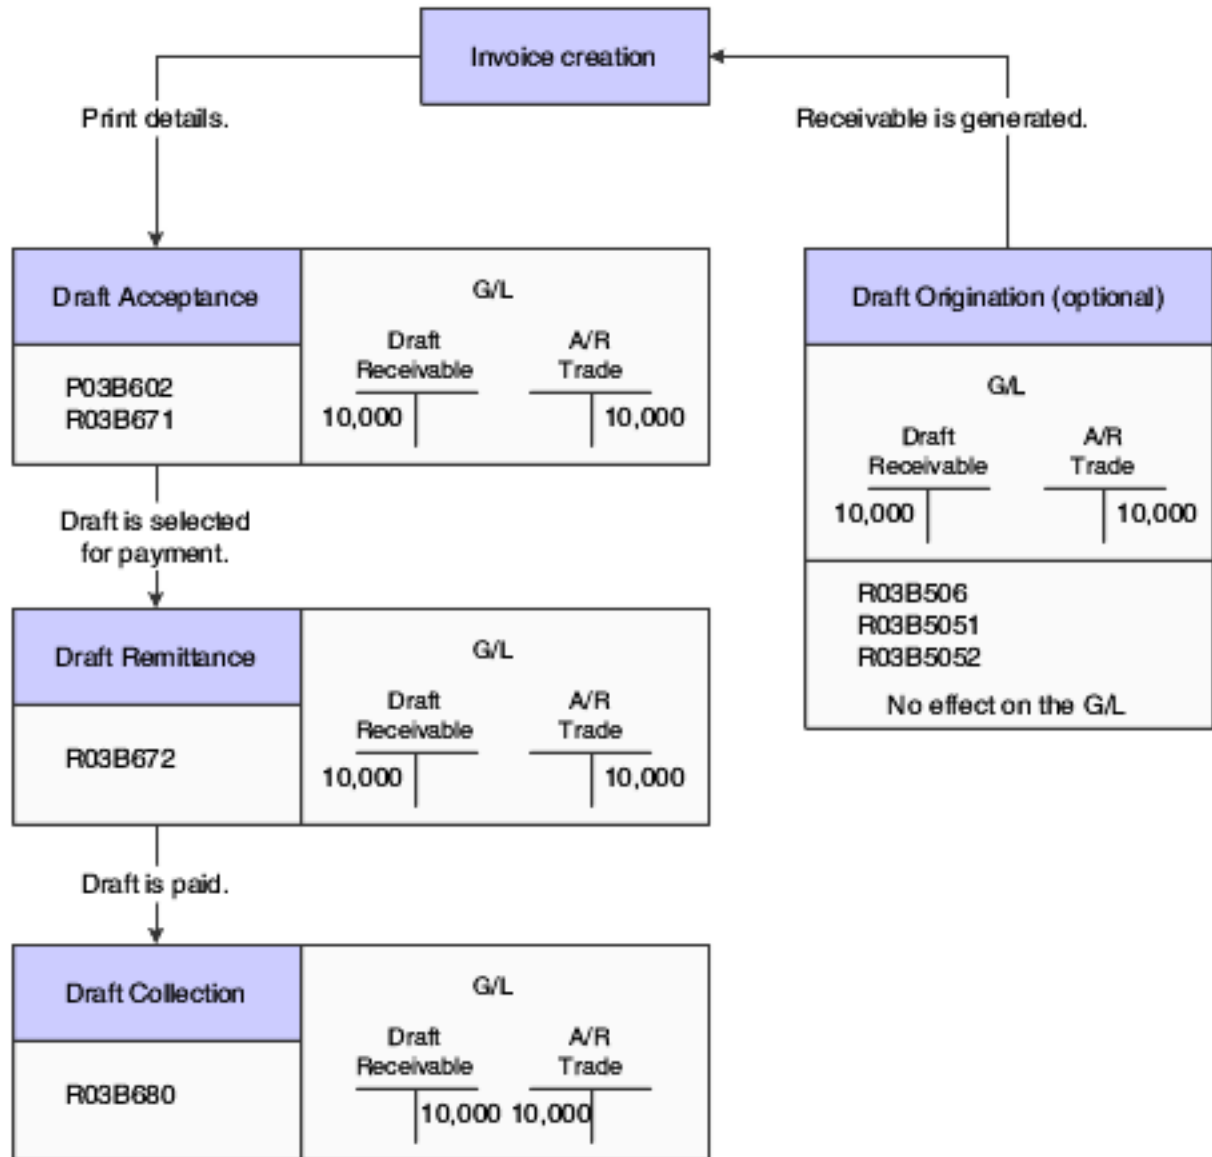 Invoice creation
Print details.
Receivable is generated.
Draft Acceptance
P03B602
R03B671
G/L
Draft
Receivable
A/R
Trade
10,000
10,000
Draft Origination (optional)
G/L
Draft
Receivable
A/R
Trade
10,000
10,000
R03B506
R03B5051
R03B5052
No effect on the G/L
Draft is selected
for payment.
Draft Remittance
R03B672
G/L
Draft
Receivable
A/R
Trade
10,000
10,000
Draft is paid.
Draft Collection
R03B680
G/L
Draft
Receivable
A/R
Trade
10,000
10,000